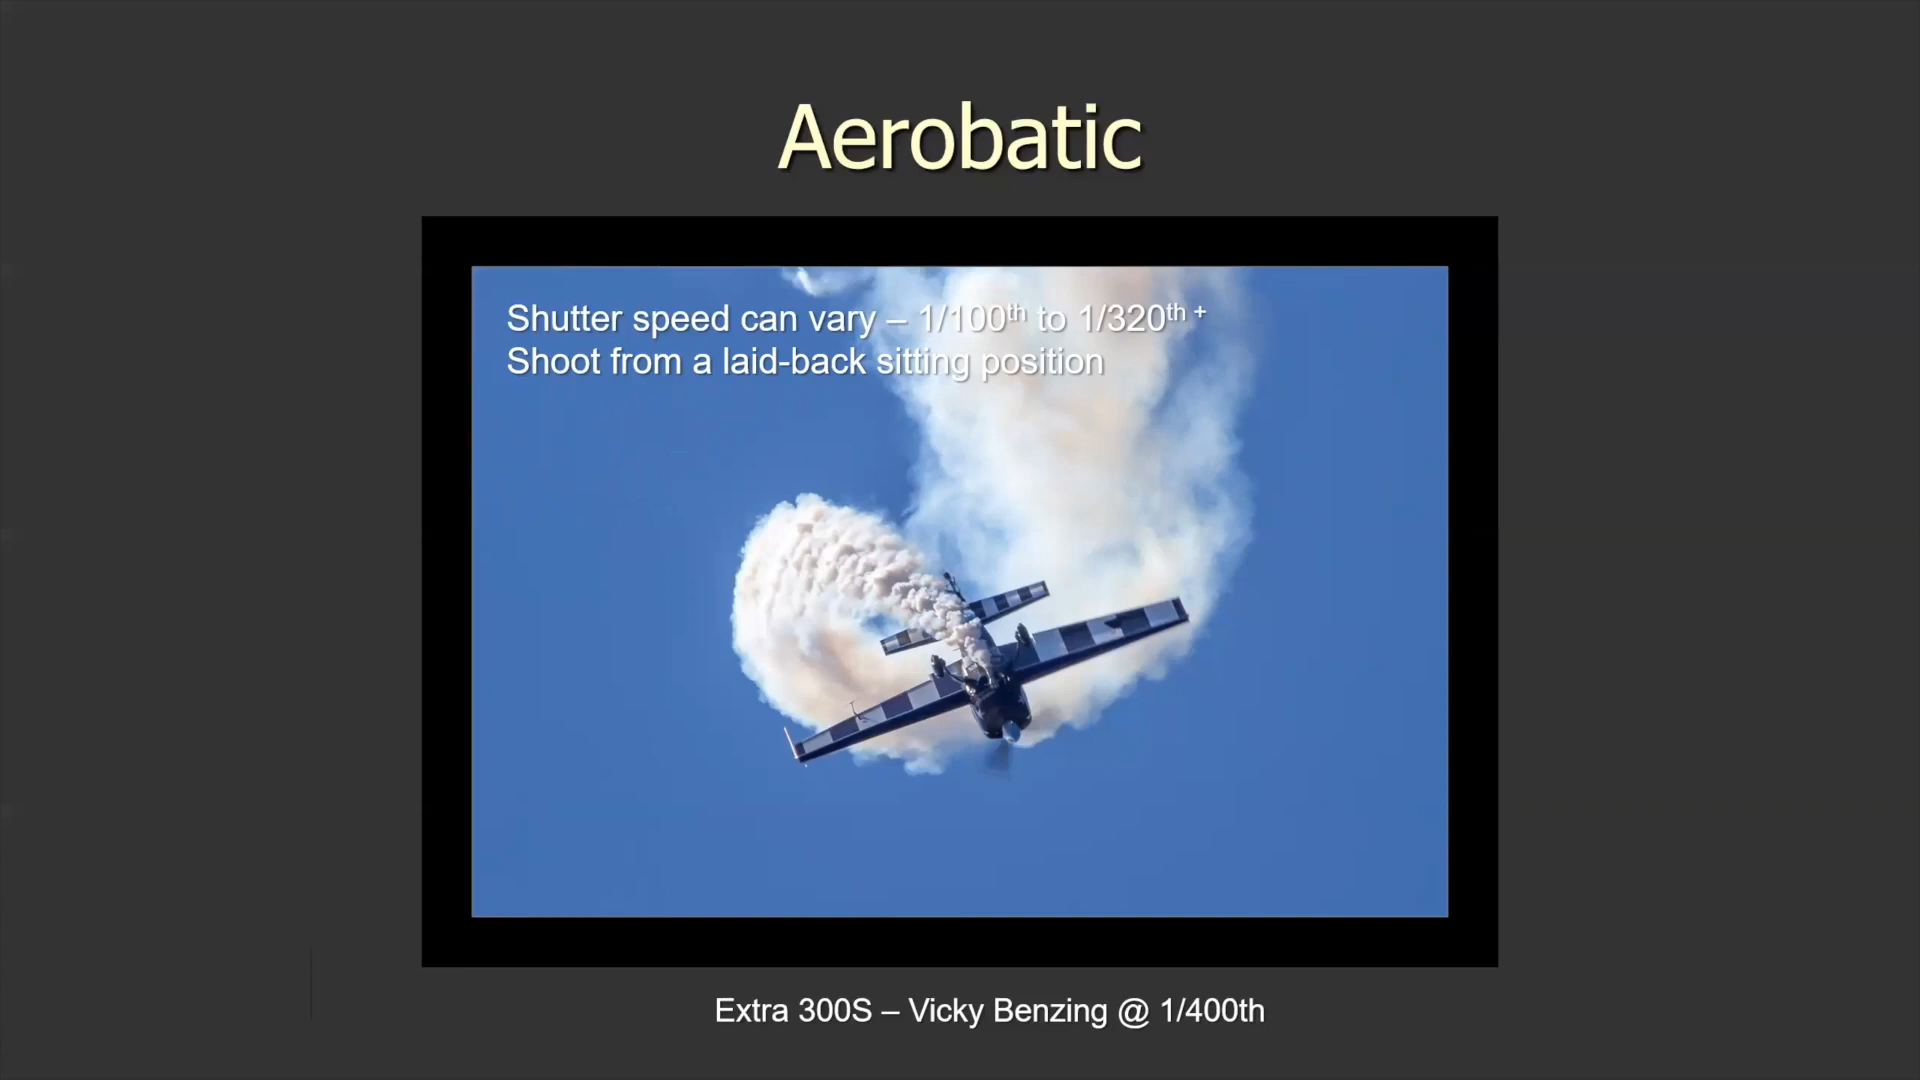 Aerobatic
Shutter speed can vary – 1/100th to 1/320th +
Shoot from a laid-back sitting position
Extra 300S – Vicky Benzing @ 1/400th